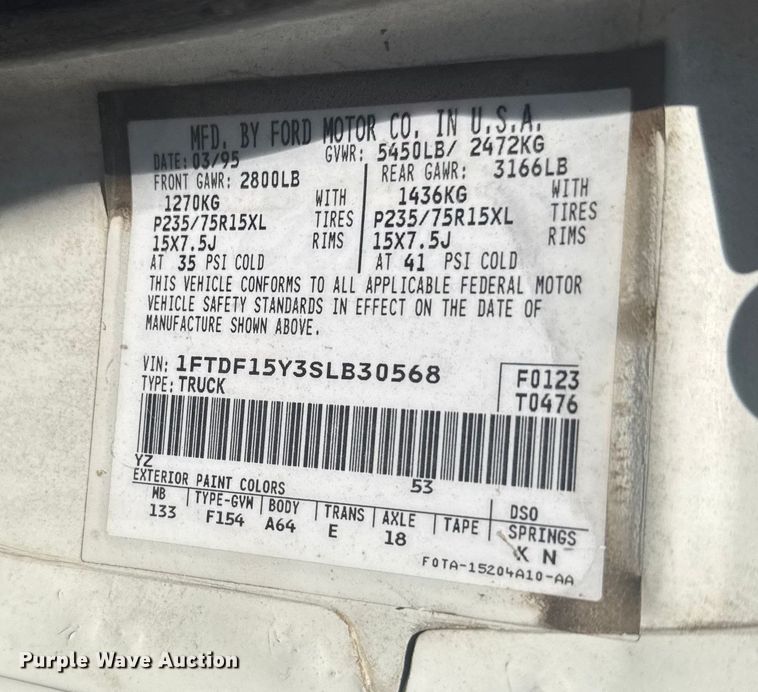 MFD. BY FORD MOTOR CO. IN U.S.A.
DATE: 03/95 GVWR: 5450LB/ 2472KG
FRONT GAWR: 2800LB REAR GAWR: 3166LB
1270KG WITH 1436KG WITH
P235/75R15XL TIRES P235/75R15XL TIRES
15X7.5J RIMS 15X7.5J RIMS
AT 35 PSI COLD AT 41 PSI COLD
THIS VEHICLE CONFORMS TO ALL APPLICABLE FEDERAL MOTOR
VEHICLE SAFETY STANDARDS IN EFFECT ON THE DATE OF
MANUFACTURE SHOWN ABOVE.
VIN: 1FTDF15Y3SLB30568 F0123
TYPE: TRUCK T0476
YZ 53
EXTERIOR PAINT COLORS DSO
WB TYPE-GVW BODY TRANS AXLE TAPE SPRINGS
133 F154 A64 E 18 K N
F0TA-15204A10-AA
Purple Wave Auction